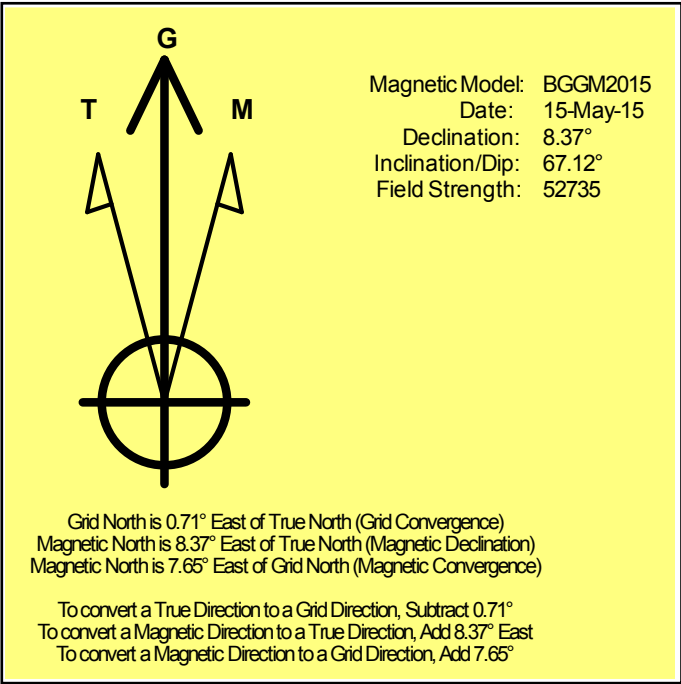 G
T M
Magnetic Model: BGGM2015
Date: 15-May-15
Declination: 8.37°
Inclination/Dip: 67.12°
Field Strength: 52735
Grid North is 0.71° East of True North (Grid Convergence)
Magnetic North is 8.37° East of True North (Magnetic Declination)
Magnetic North is 7.65° East of Grid North (Magnetic Convergence)
To convert a True Direction to a Grid Direction, Subtract 0.71°
To convert a Magnetic Direction to a True Direction, Add 8.37° East
To convert a Magnetic Direction to a Grid Direction, Add 7.65°